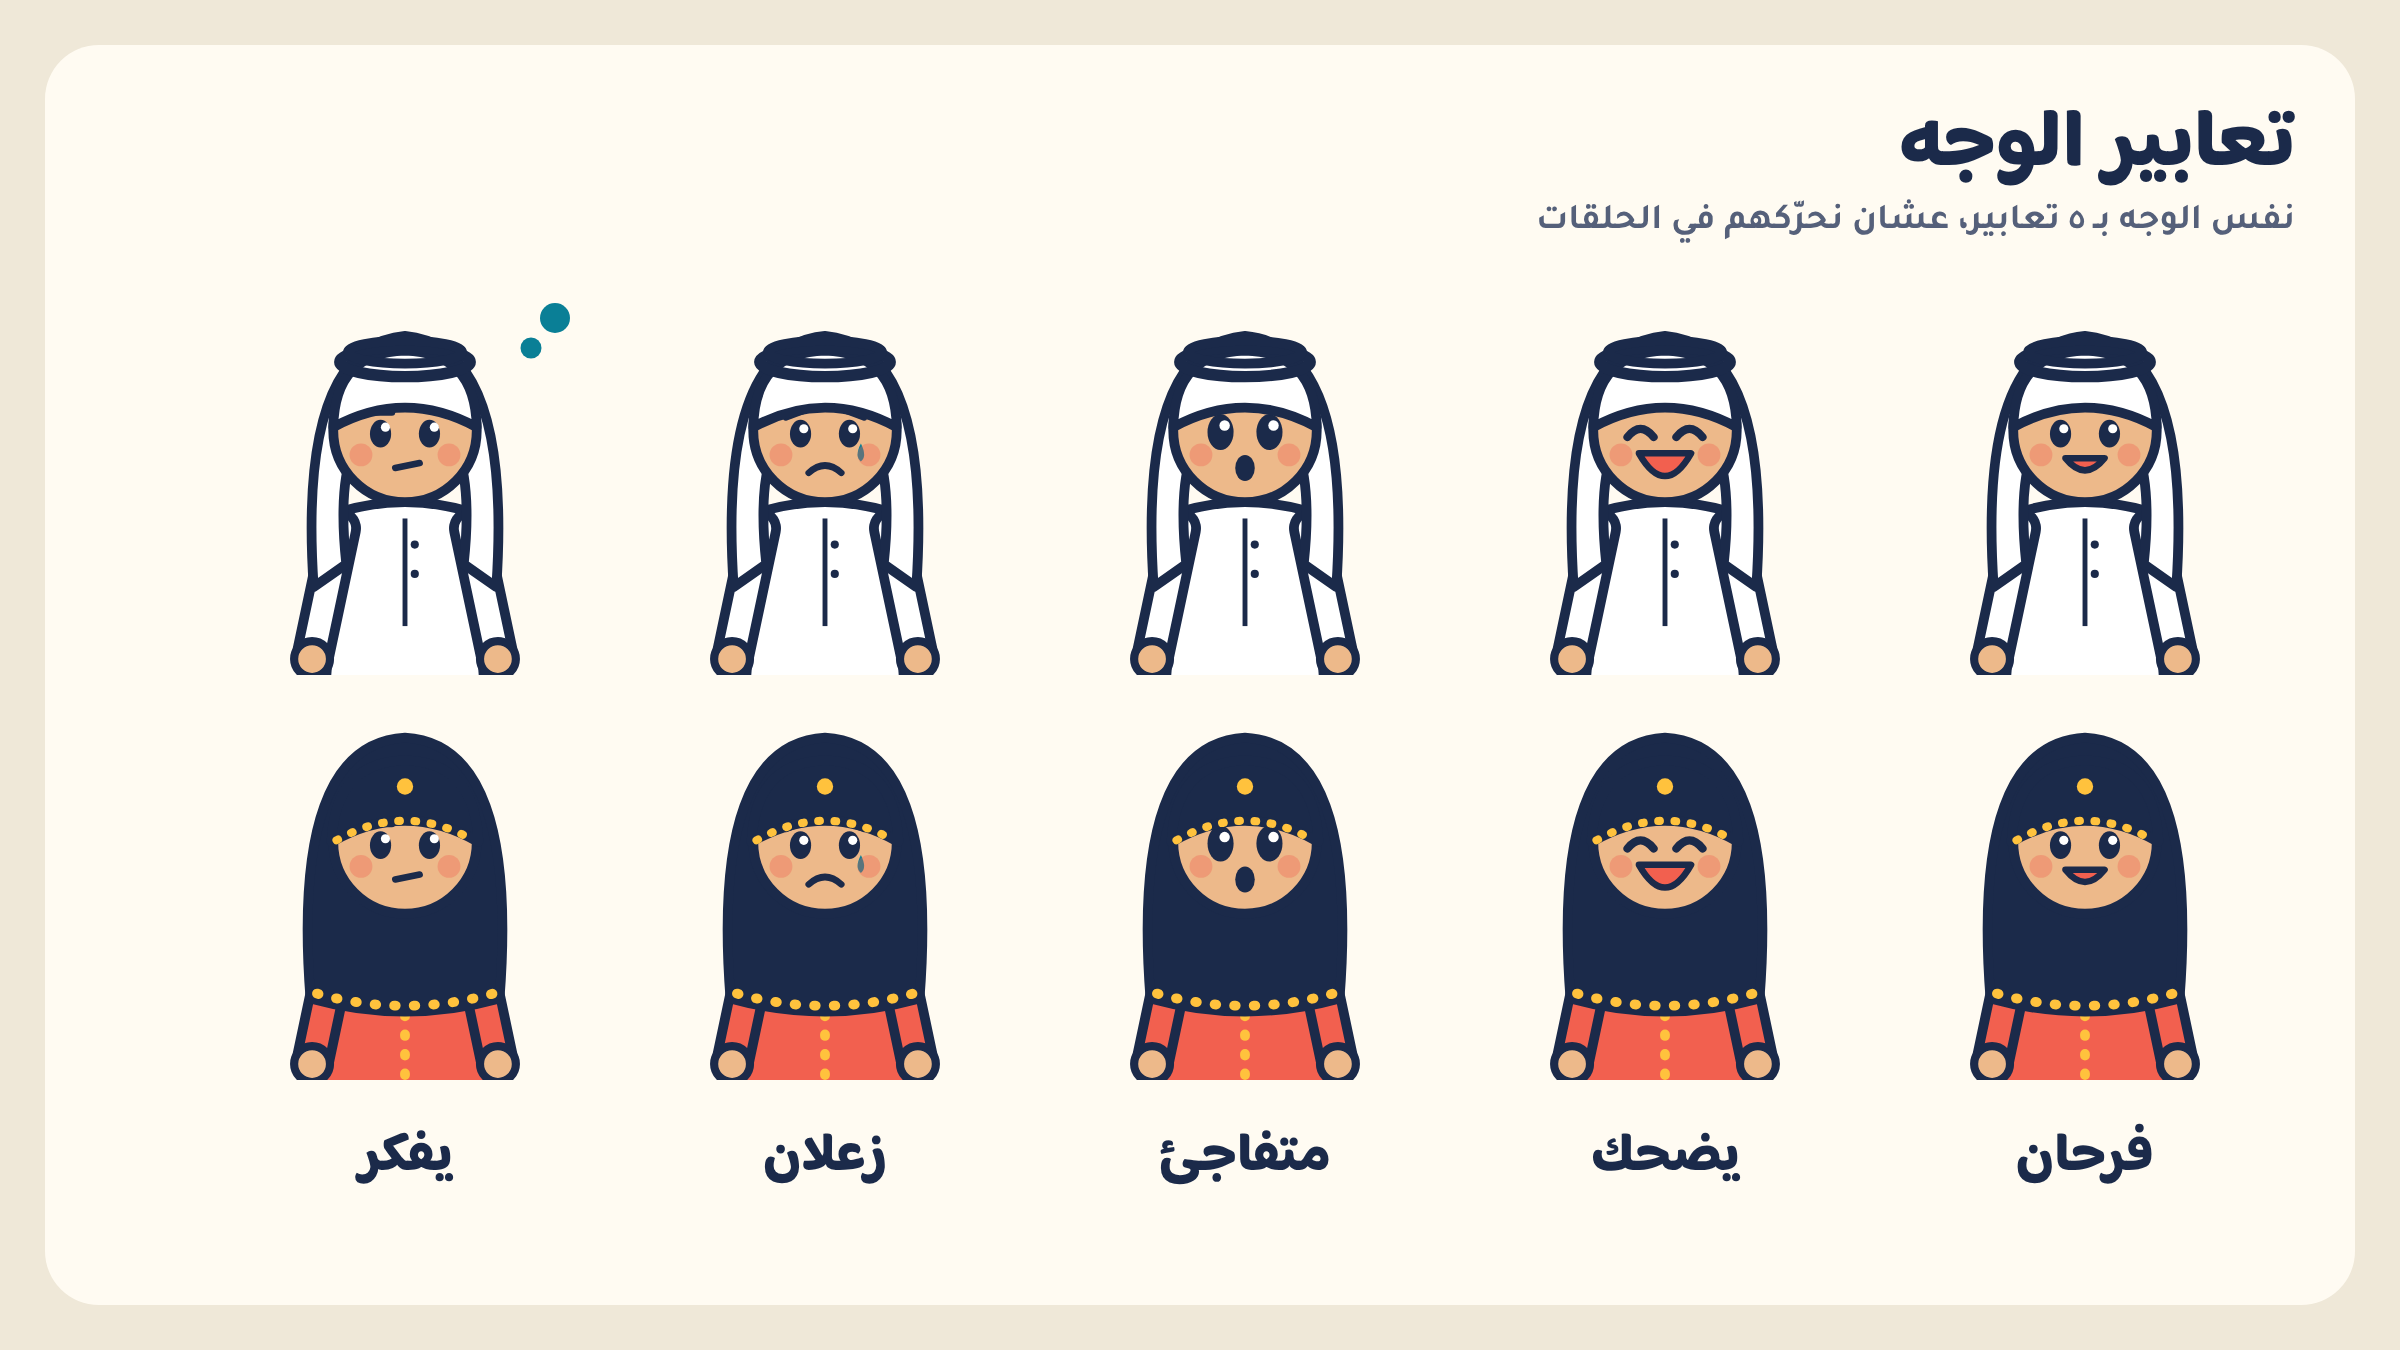 تعابير الوجه
نفس الوجه بـ ٥ تعابير، عشان نحرّكهم في الحلقات
فرحان
يضحك
متفاجئ
زعلان
يفكر